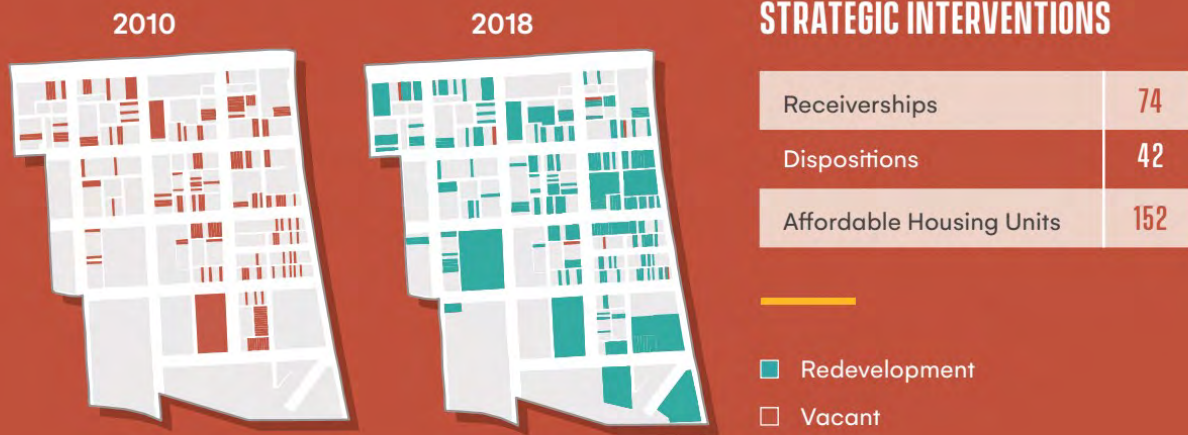 2010
2018
STRATEGIC INTERVENTIONS
Receiverships 74
Dispositions 42
Affordable Housing Units 152
Redevelopment
Vacant